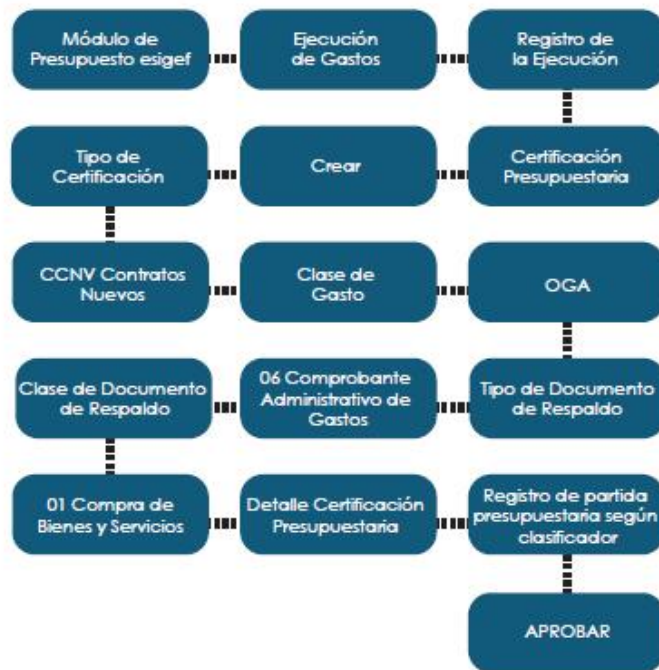 Módulo de
Presupuesto esigef
Ejecución
de Gastos
Registro de
la Ejecución
Tipo de
Certificación
Crear
Certificación
Presupuestaria
CCNV Contratos
Nuevos
Clase de
Gasto
OGA
Clase de Documento
de Respaldo
06 Comprobante
Administrativo de
Gastos
Tipo de Documento
de Respaldo
01 Compra de
Bienes y Servicios
Detalle Certificación
Presupuestaria
Registro de partida
presupuestaria según
clasificador
APROBAR